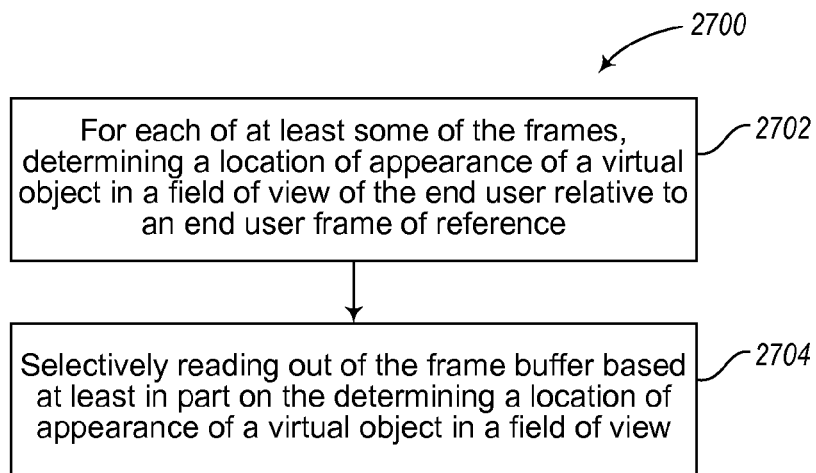 2700
For each of at least some of the frames,
determining a location of appearance of a virtual
object in a field of view of the end user relative to
an end user frame of reference
2702
Selectively reading out of the frame buffer based
at least in part on the determining a location of
appearance of a virtual object in a field of view
2704